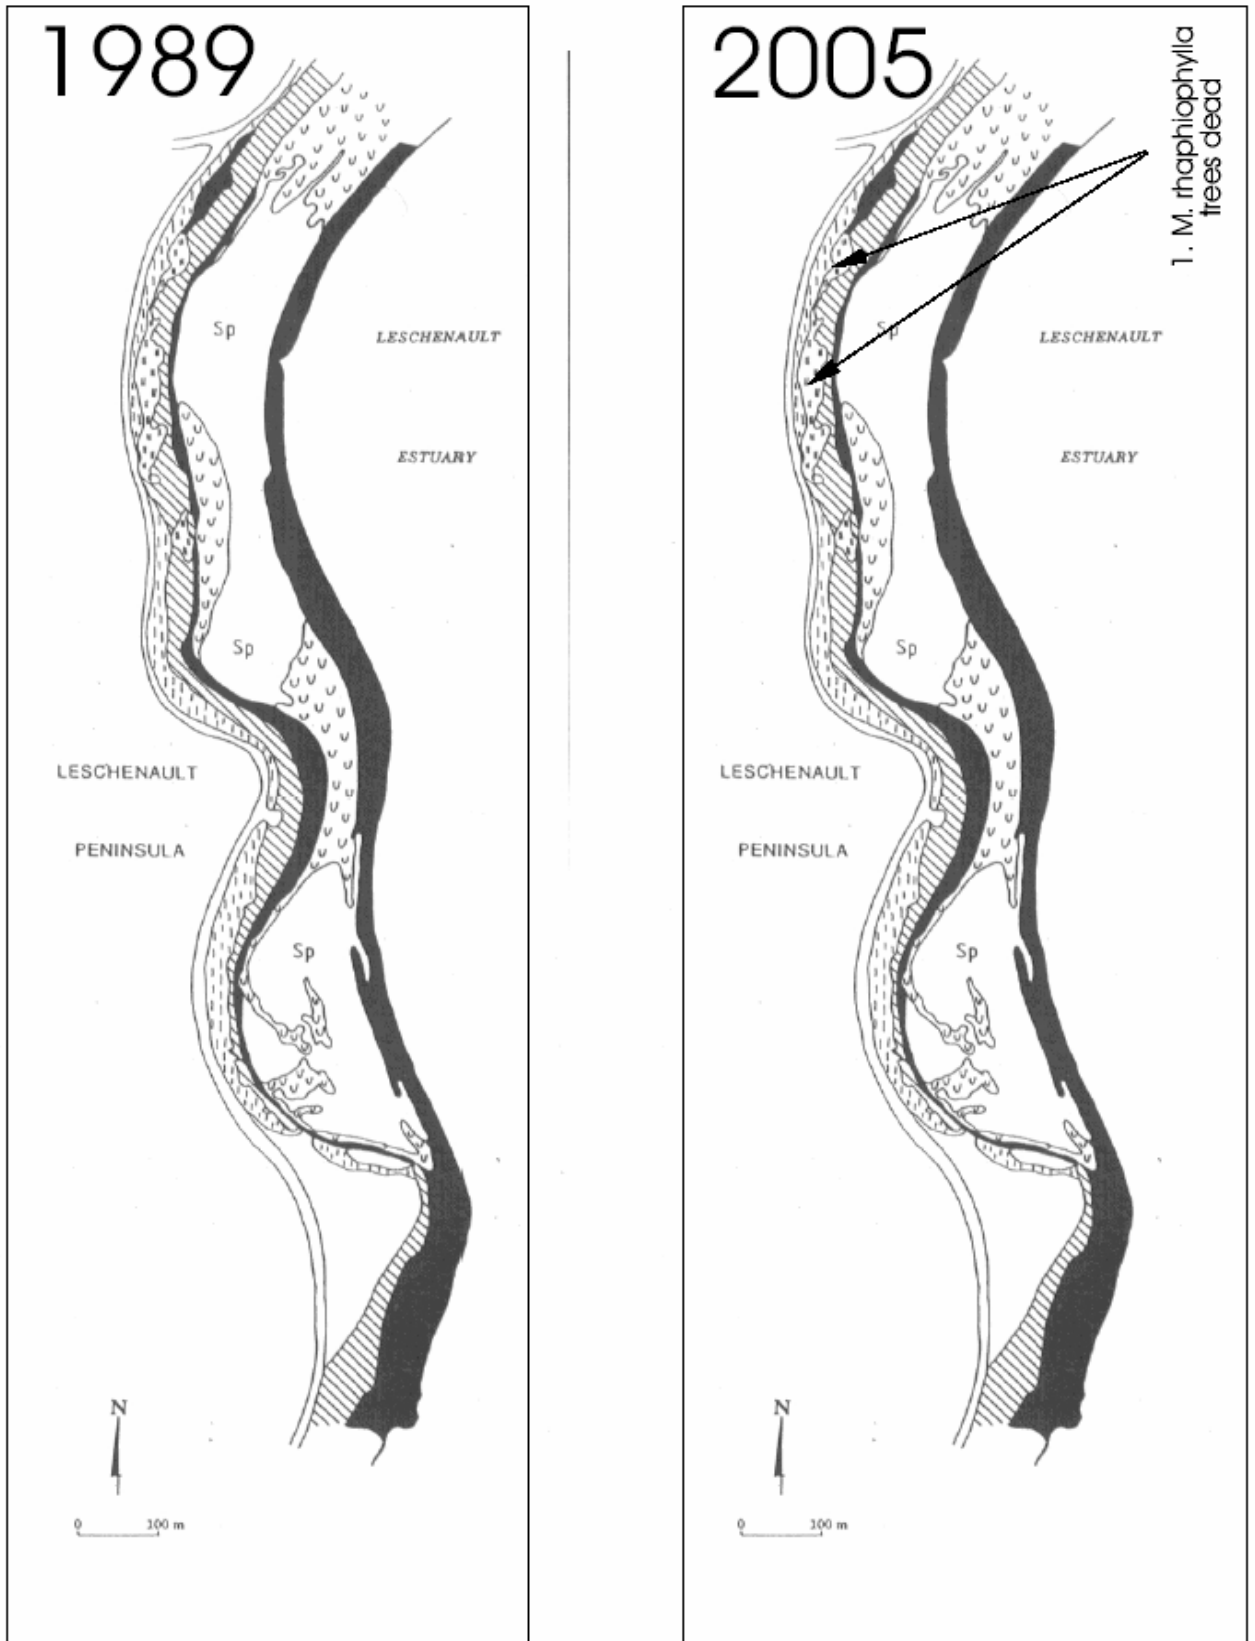 1989
Sp
LESCHENAULT
ESTUARY
Sp
LESCHENAULT
PENINSULA
Sp
N
0 100 m
2005
1. M. rhaphiophylla
trees dead
Sp
LESCHENAULT
ESTUARY
Sp
LESCHENAULT
PENINSULA
Sp
N
0 100 m